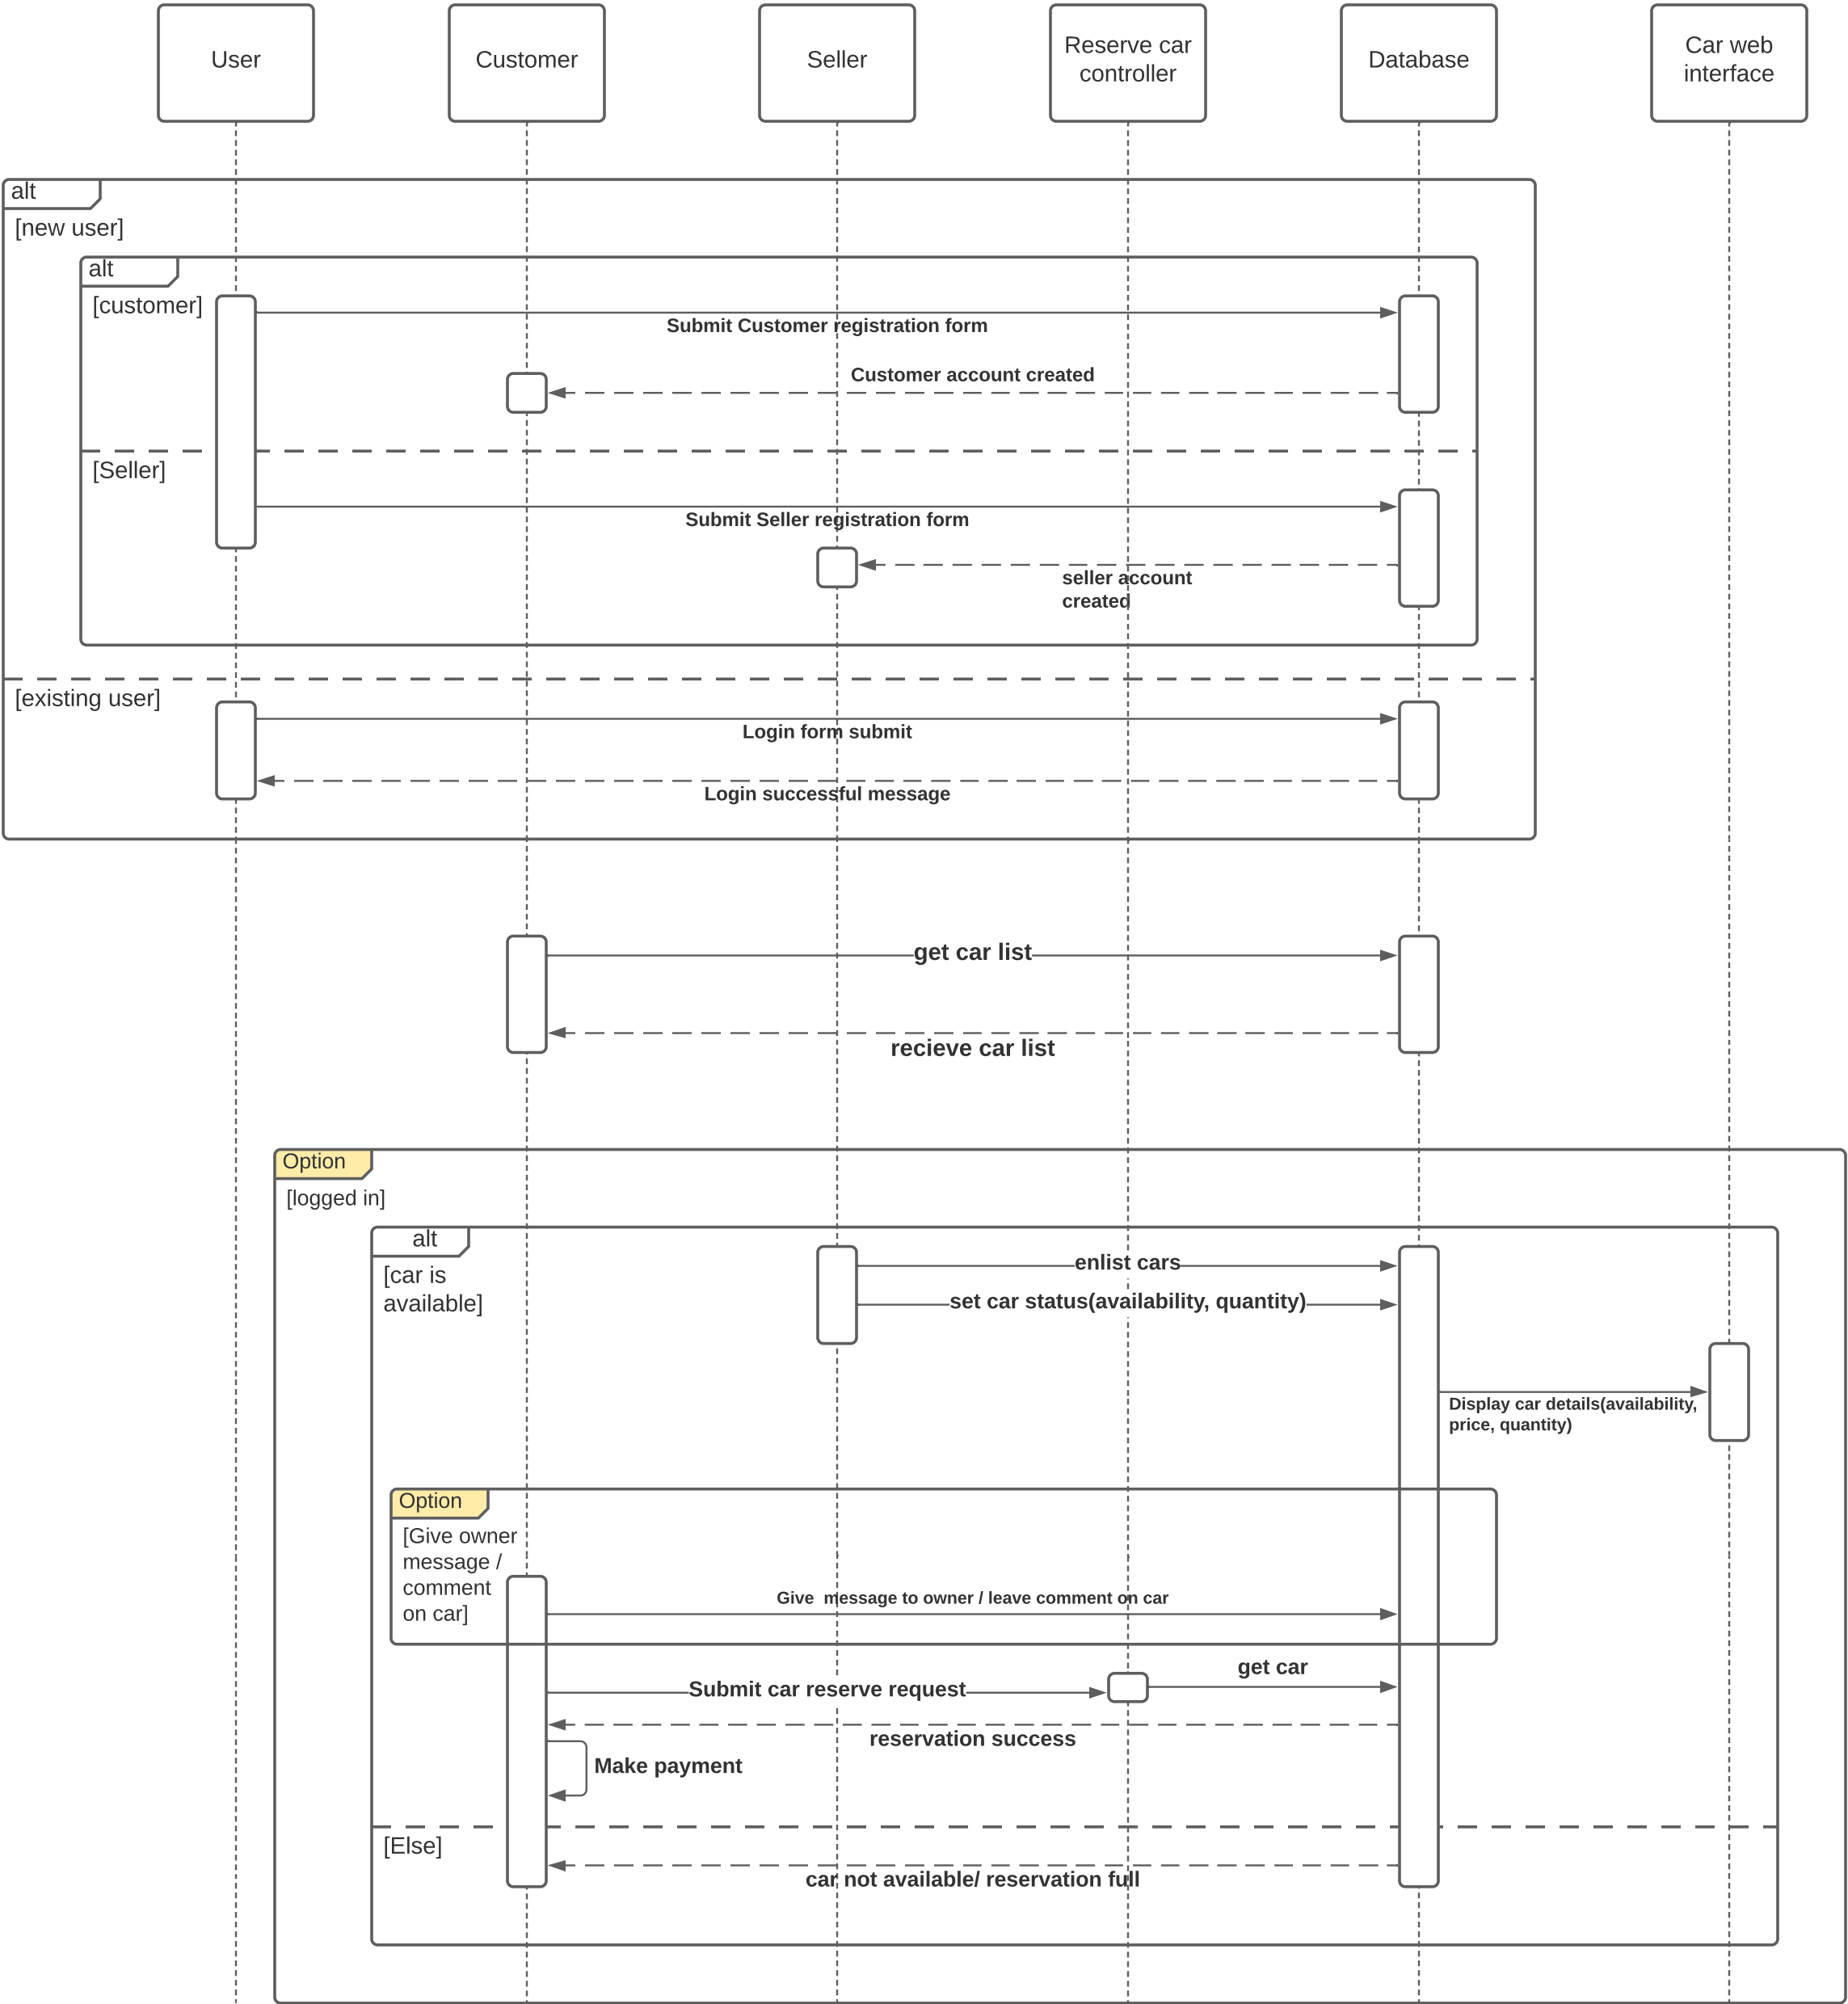 User
Customer
Seller
Reserve car
controller
Database
Car web
interface
alt
[new user]
alt
[customer]
Submit Customer registration form
Customer account created
[Seller]
Submit Seller registration form
seller account
created
[existing user]
Login form submit
Login successful message
get car list
recieve car list
Option
[logged in]
alt
[car is
available]
enlist cars
set car status(availability, quantity)
Display car details(availability,
price, quantity)
Option
[Give owner
message /
comment
on car]
Give  message to owner / leave comment on car
get car
Submit car reserve request
reservation success
Make payment
[Else]
car not available/ reservation full